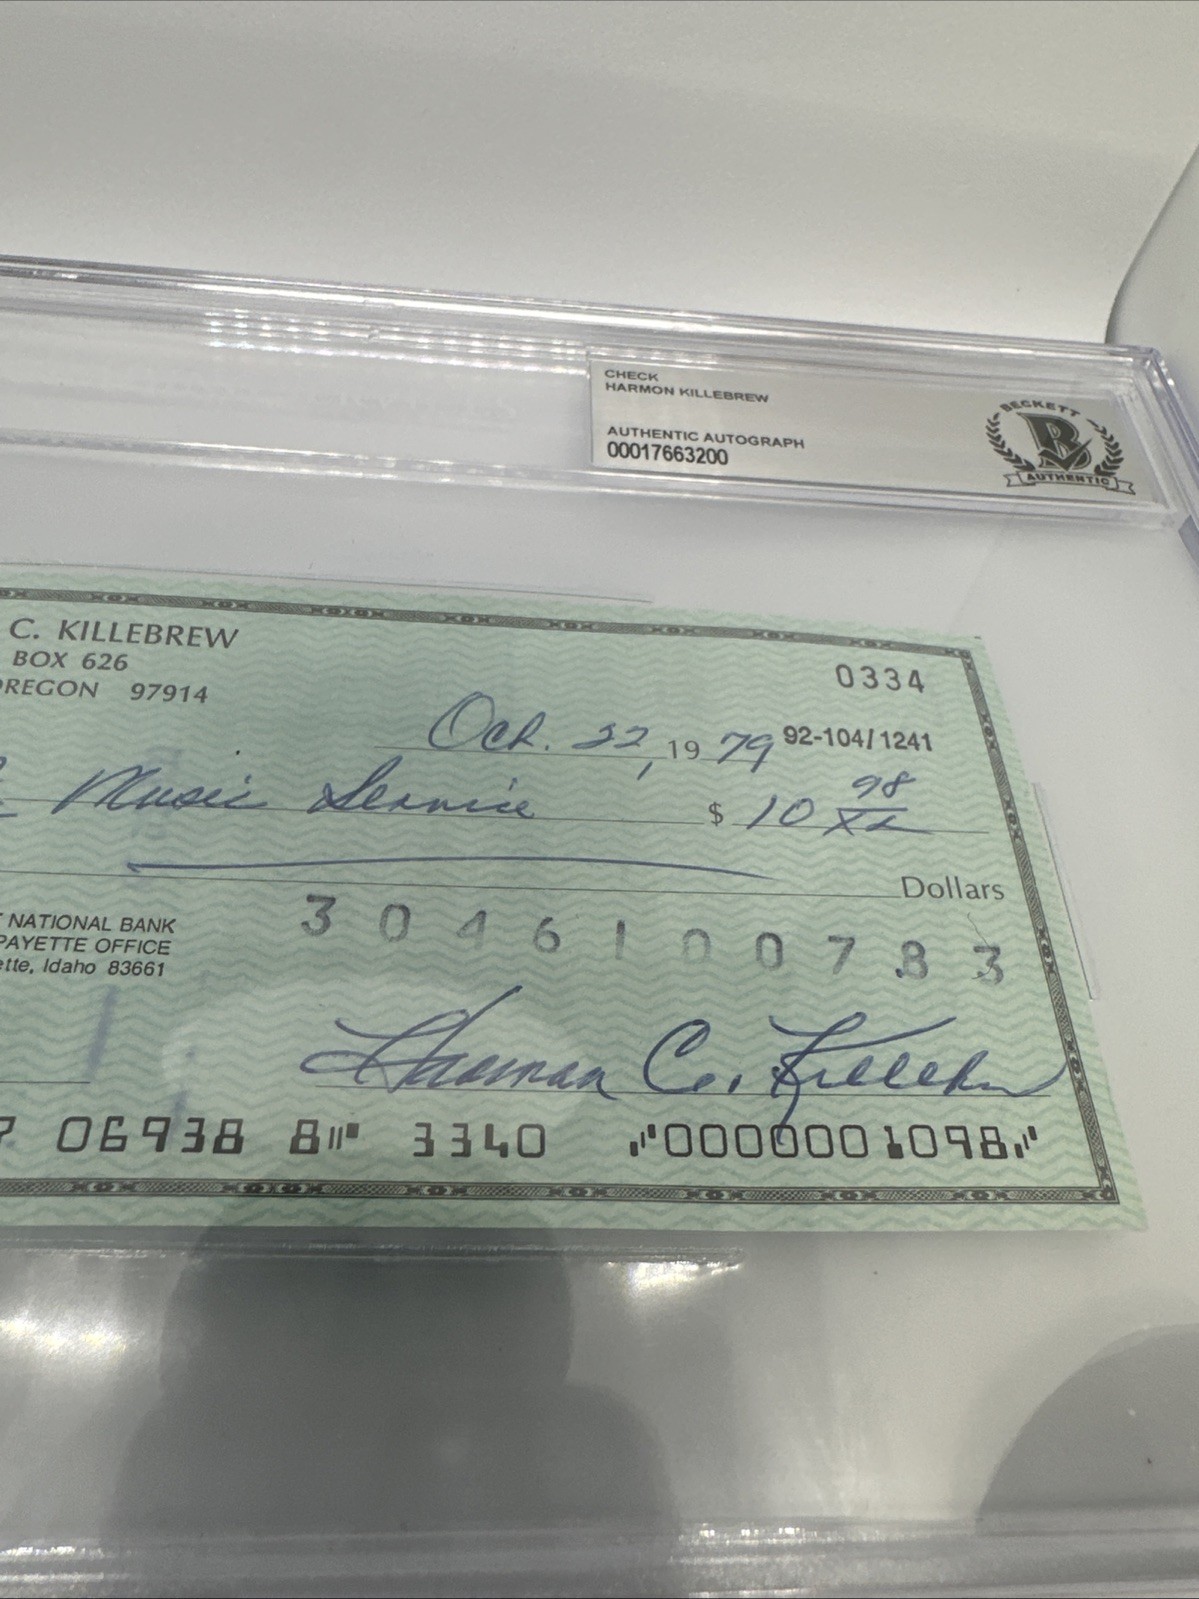 CHECK
HARMON KILLEBREW
AUTHENTIC AUTOGRAPH
00017663200
BECKETT
B
AUTHENTIC
C. KILLEBREW
BOX 626
OREGON 97914
0334
Oct. 22, 1979 92-104/1241
Music Service $ 10 98/XX
Dollars
NATIONAL BANK
PAYETTE OFFICE
ette, Idaho 83661
3046100783
Harmon C. Killebrew
06938 8⑈ 3340 ⑈0000001098⑈